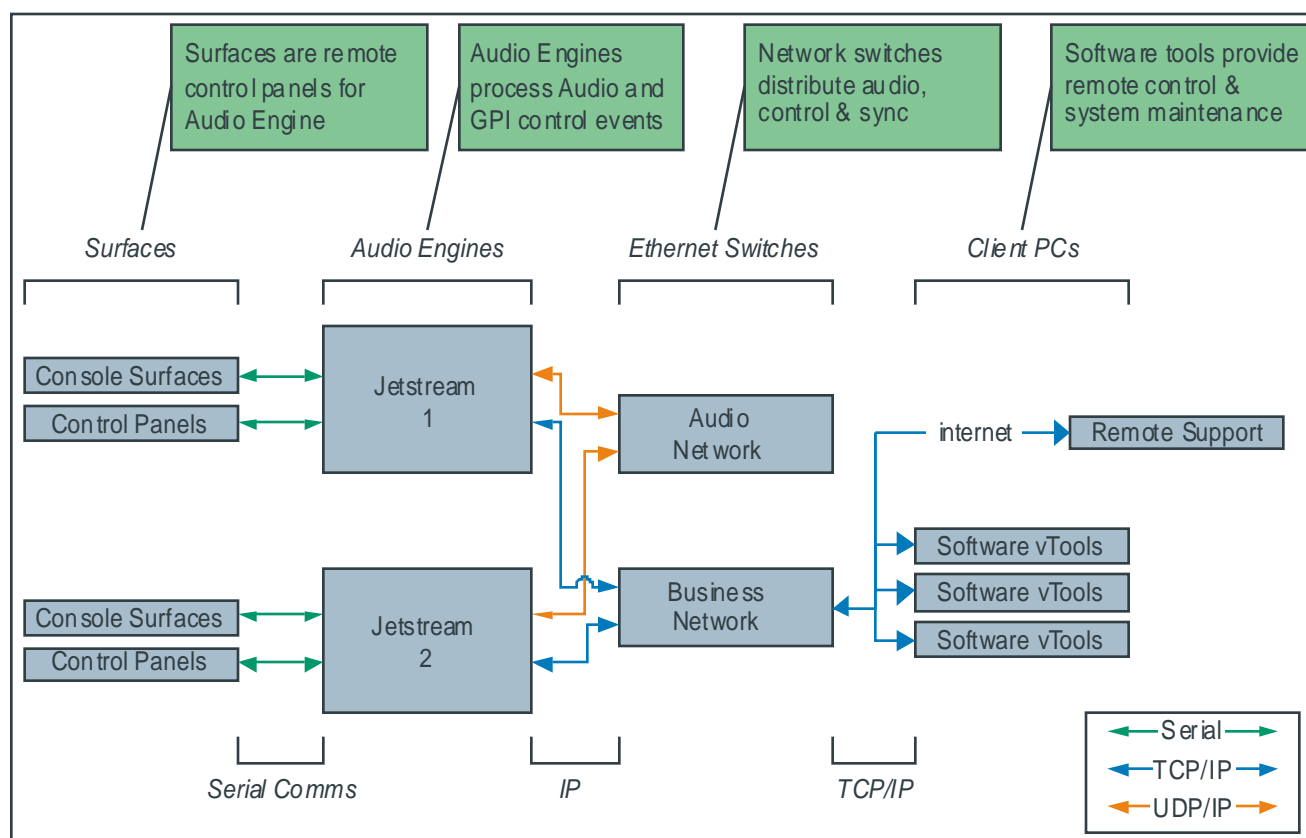 Surfaces are remote
control panels for
Audio Engine
Audio Engines
process Audio and
GPI control events
Network switches
distribute audio,
control & sync
Software tools provide
remote control &
system maintenance
Surfaces
Audio Engines
Ethernet Switches
Client PCs
Console Surfaces
Control Panels
Jetstream
1
Audio
Network
internet
Remote Support
Software vTools
Software vTools
Software vTools
Console Surfaces
Control Panels
Jetstream
2
Business
Network
Serial Comms
IP
TCP/IP
Serial
TCP/IP
UDP/IP